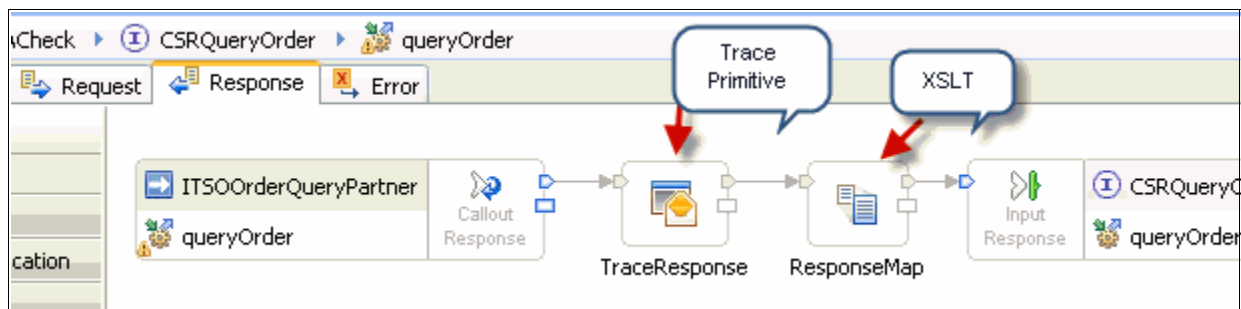 \Check CSRQueryOrder queryOrder
Trace
Primitive
XSLT
Request Response Error
ITSOOrderQueryPartner
queryOrder
Callout
Response
Input
Response
CSRQueryO
queryOrder
cation
TraceResponse
ResponseMap